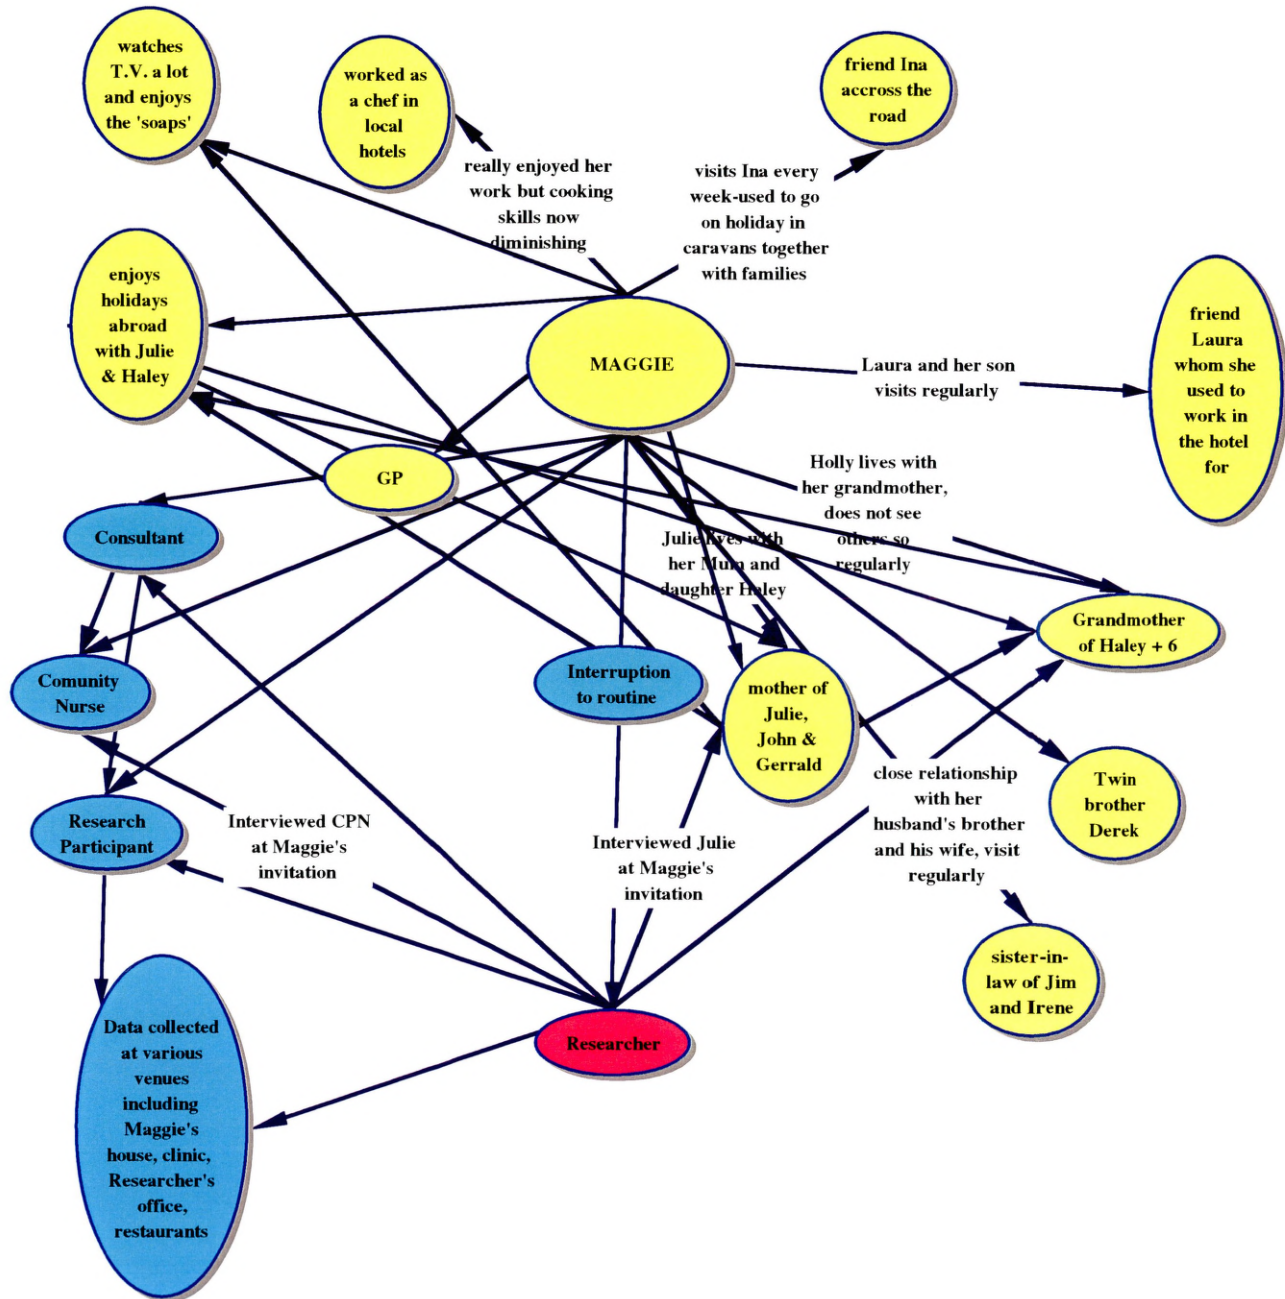 watches
T.V. a lot
and enjoys
the 'soaps'
worked as
a chef in
local
hotels
friend Ina
accross the
road
really enjoyed her
work but cooking
skills now
diminishing
visits Ina every
week-used to go
on holiday in
caravans together
with families
enjoys
holidays
abroad
with Julie
& Haley
MAGGIE
Laura and her son
visits regularly
friend
Laura
whom she
used to
work in
the hotel
for
GP
Holly lives with
her grandmother,
does not see
others so
regularly
Consultant
Julie lives with
her Mum and
daughter Haley
Grandmother
of Haley + 6
Comunity
Nurse
Interruption
to routine
mother of
Julie,
John &
Gerrald
Twin
brother
Derek
Research
Participant
Interviewed CPN
at Maggie's
invitation
Interviewed Julie
at Maggie's
invitation
close relationship
with her
husband's brother
and his wife, visit
regularly
sister-in-
law of Jim
and Irene
Researcher
Data collected
at various
venues
including
Maggie's
house, clinic,
Researcher's
office,
restaurants